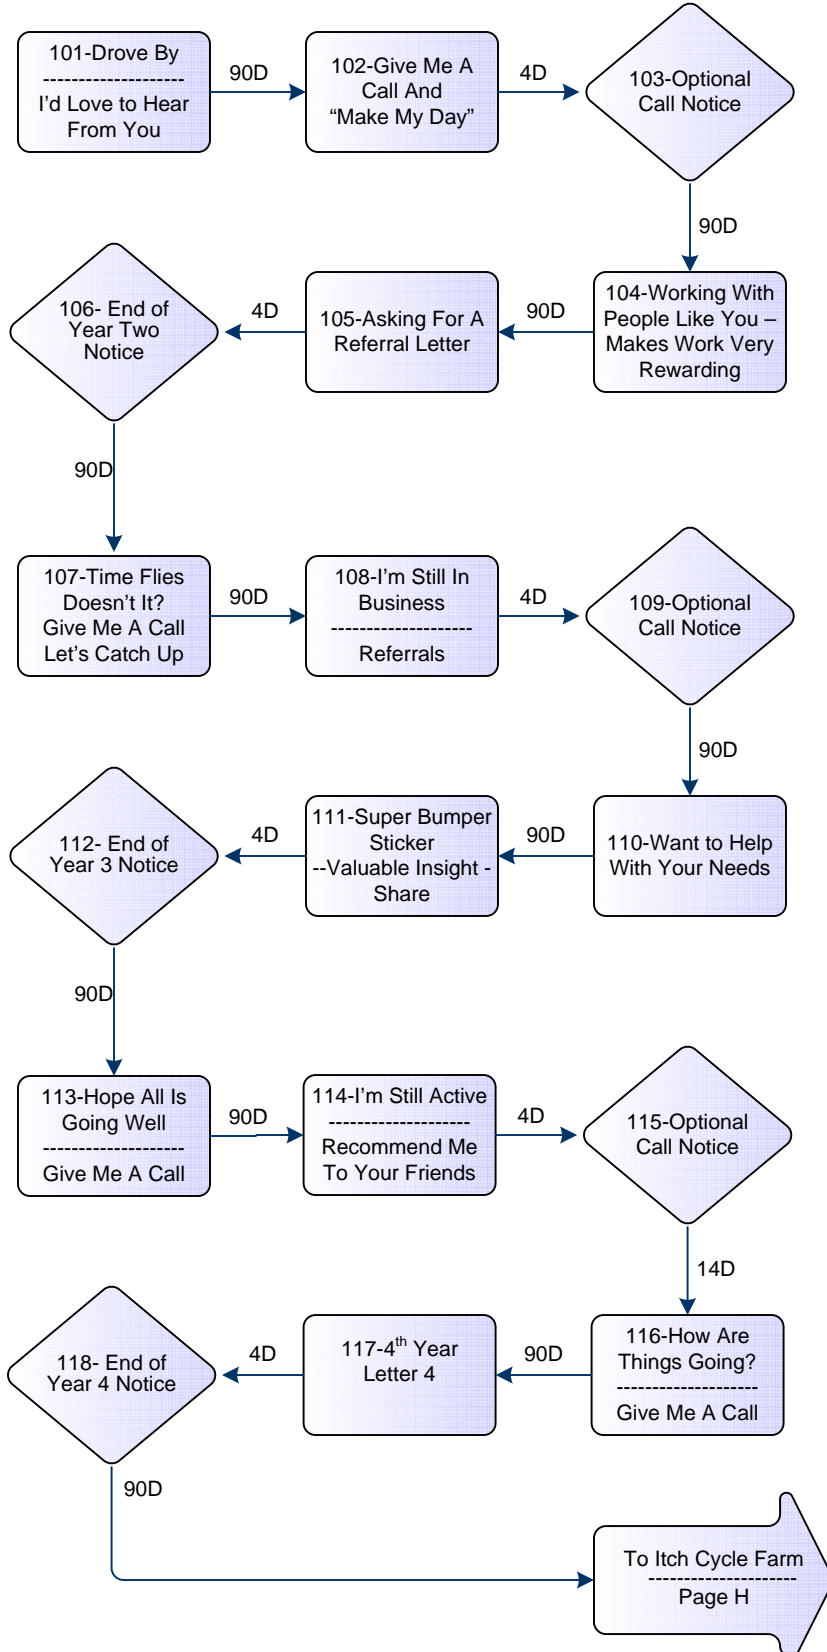 101-Drove By
--------------------
I'd Love to Hear
From You
90D
102-Give Me A
Call And
“Make My Day”
4D
103-Optional
Call Notice
90D
104-Working With
People Like You –
Makes Work Very
Rewarding
90D
105-Asking For A
Referral Letter
4D
106- End of
Year Two
Notice
90D
107-Time Flies
Doesn't It?
Give Me A Call
Let's Catch Up
90D
108-I'm Still In
Business
--------------------
Referrals
4D
109-Optional
Call Notice
90D
110-Want to Help
With Your Needs
90D
111-Super Bumper
Sticker
--Valuable Insight -
Share
4D
112- End of
Year 3 Notice
90D
113-Hope All Is
Going Well
--------------------
Give Me A Call
90D
114-I'm Still Active
--------------------
Recommend Me
To Your Friends
4D
115-Optional
Call Notice
14D
116-How Are
Things Going?
--------------------
Give Me A Call
90D
117-4th Year
Letter 4
4D
118- End of
Year 4 Notice
90D
To Itch Cycle Farm
---------------------
Page H